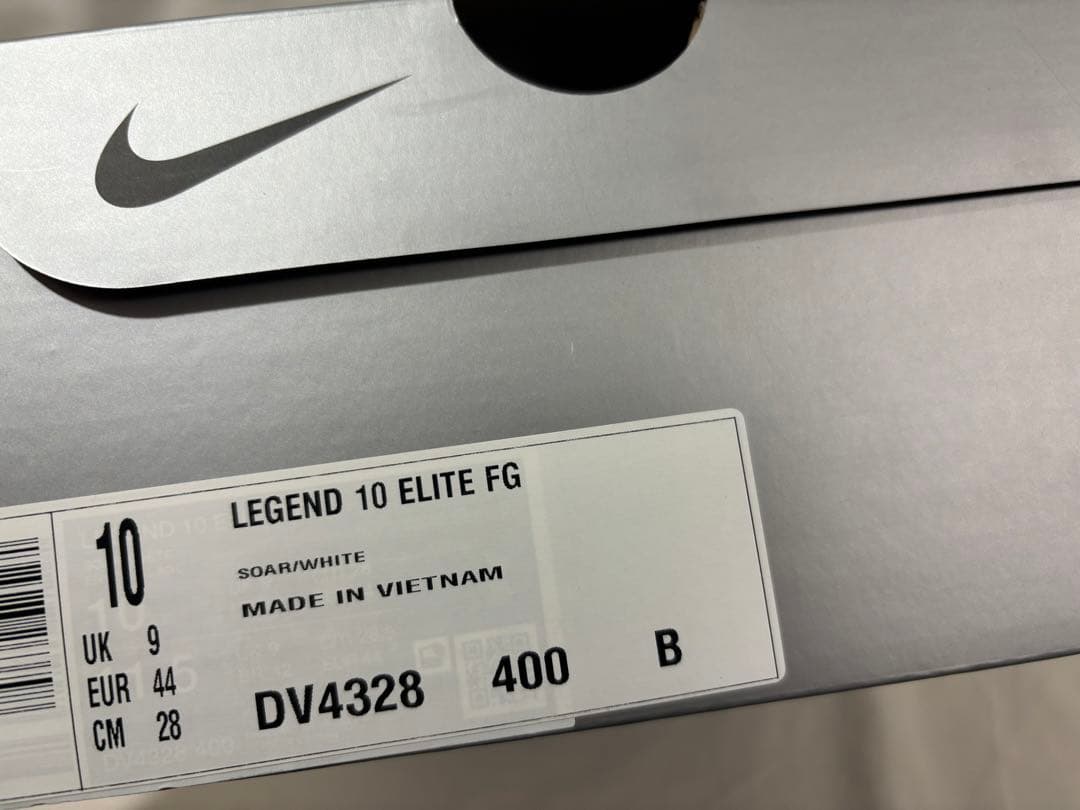 LEGEND 10 ELITE FG
10
SOAR/WHITE
MADE IN VIETNAM
UK 9
EUR 44
CM 28
DV4328 400 B